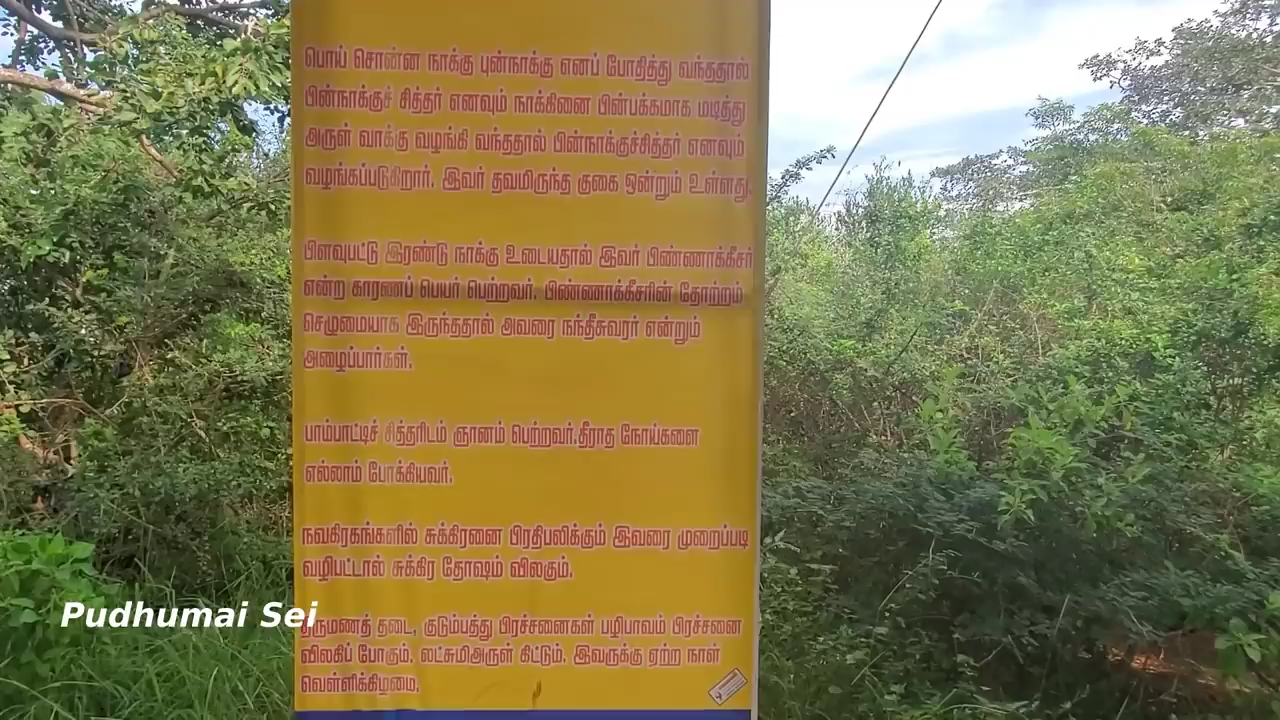 பொய் சொன்ன நாக்கு புன்நாக்கு எனப் போதித்து வந்ததால்
பின்நாக்குச் சித்தர் எனவும் நாக்கினை பின்பக்கமாக மடித்து
அருள் வாக்கு வழங்கி வந்ததால் பின்நாக்குச்சித்தர் எனவும்
வழங்கப்படுகிறார். இவர் தவமிருந்த குகை ஒன்றும் உள்ளது.
பிளவுபட்டு இரண்டு நாக்கு உடையதால் இவர் பிண்ணாக்கீசர்
என்ற காரணப் பெயர் பெற்றவர். பிண்ணாக்கீசரின் தோற்றம்
செழுமையாக இருந்ததால் அவரை நந்தீசுவரர் என்றும்
அழைப்பார்கள்.
பாம்பாட்டிச் சித்தரிடம் ஞானம் பெற்றவர்.தீராத நோய்களை
எல்லாம் போக்கியவர்.
நவகிரகங்களில் சுக்கிரனை பிரதிபலிக்கும் இவரை முறைப்படி
வழிபட்டால் சுக்கிர தோஷம் விலகும்.
திருமணத் தடை, குடும்பத்து பிரச்சனைகள் பழிபாவம் பிரச்சனை
விலகிப் போகும். லட்சுமிஅருள் கிட்டும். இவருக்கு ஏற்ற நாள்
வெள்ளிக்கிழமை.
Pudhumai Sei